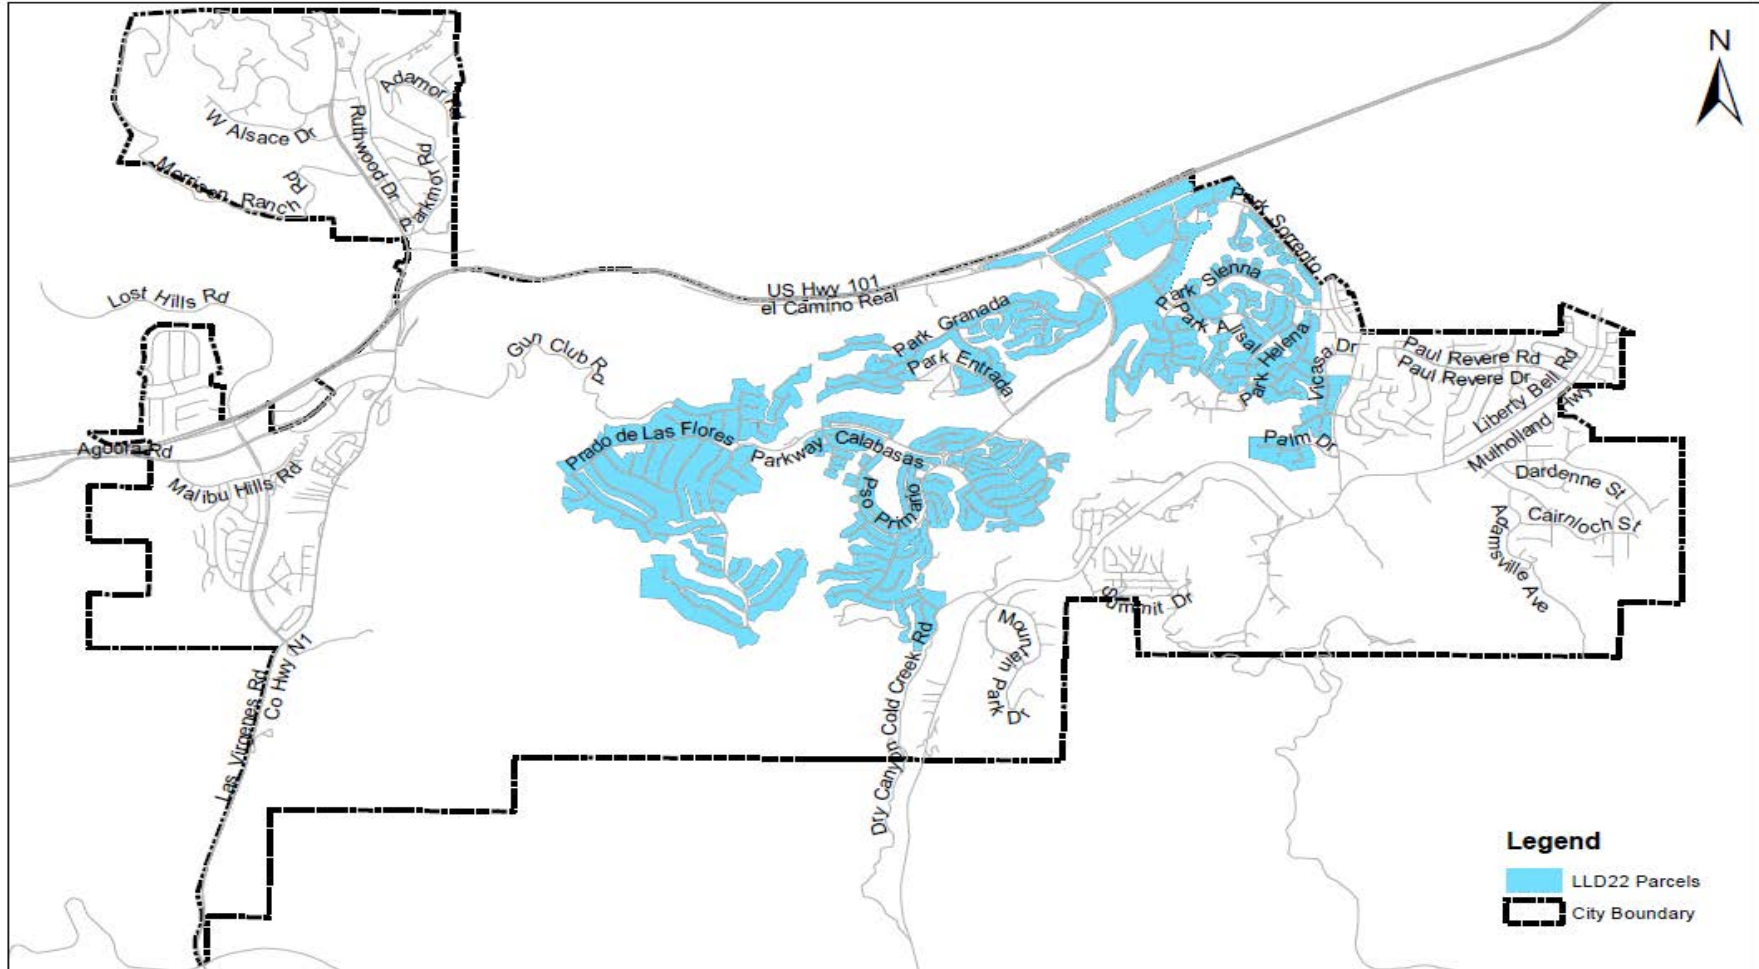 N
Adamor Rd
W Alsace Dr
Ruthwood Dr
Parkmor Rd
Morrison Ranch
Rd
Park Sorrento
Lost Hills Rd
US Hwy 101
el Camino Real
Park Sienna
Park Granada
Park Alisal
Park Helena
Gun Club Rd
Park Entrada
Vicasa Dr
Paul Revere Rd
Paul Revere Dr
Liberty Bell Rd
Mulholland Hwy
Agoura Rd
Prado de Las Flores
Parkway Calabasas
Palm Dr
Malibu Hills Rd
Pso Primario
Dardenne St
Cairnloch St
Adamsville Ave
Summit Dr
Mountain Park Dr
Las Virgenes Rd
Co Hwy N1
Dry Canyon Cold Creek Rd
Legend
LLD22 Parcels
City Boundary